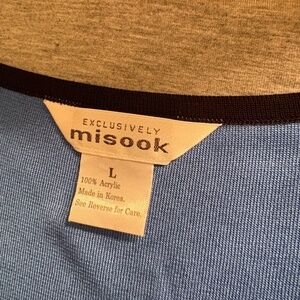 EXCLUSIVELY
misook
L
100% Acrylic
Made in Korea.
See Reverse for Care.